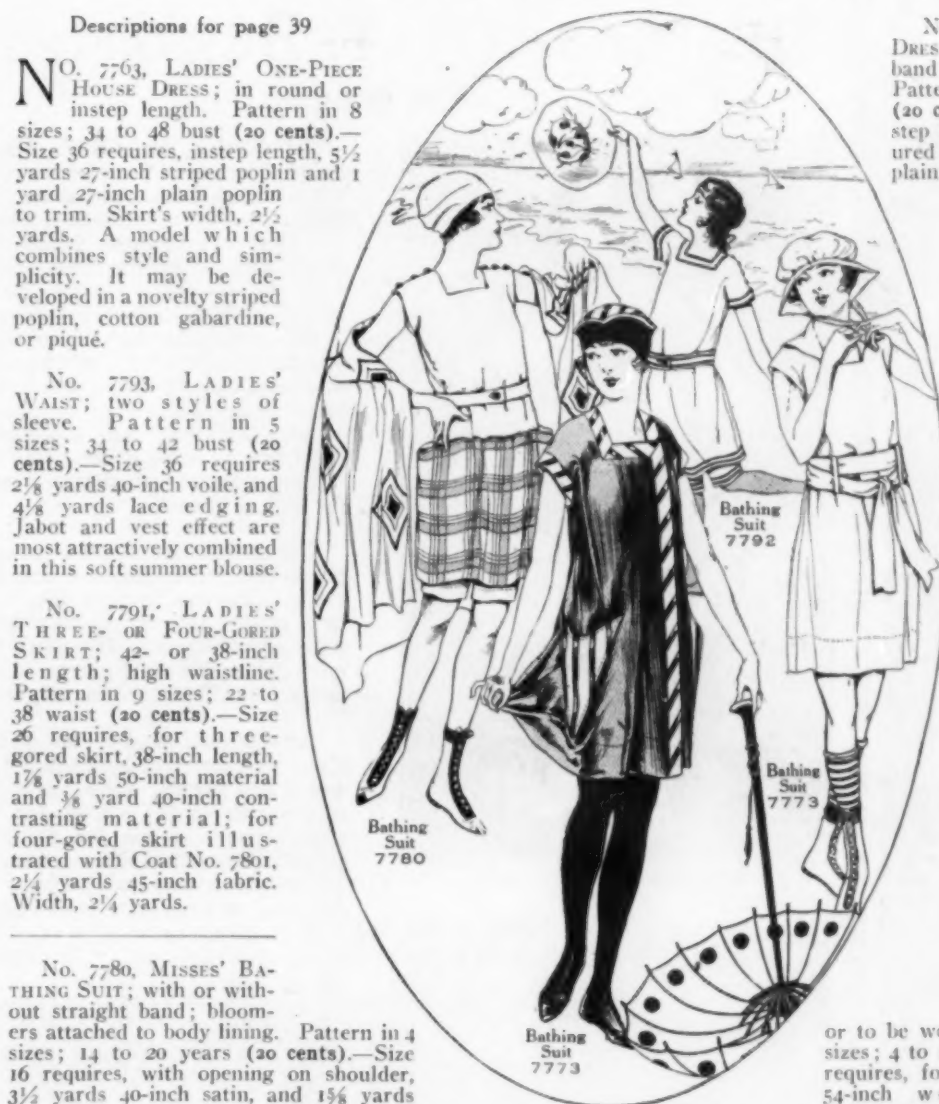 Descriptions for page 39
NO. 7763, LADIES' ONE-PIECE
HOUSE DRESS; in round or
instep length. Pattern in 8
sizes; 34 to 48 bust (20 cents).—
Size 36 requires, instep length, 5½
yards 27-inch striped poplin and 1
yard 27-inch plain poplin
to trim. Skirt's width, 2½
yards. A model which
combines style and sim-
plicity. It may be de-
veloped in a novelty striped
poplin, cotton gabardine,
or piqué.
No. 7793, LADIES'
WAIST; two styles of
sleeve. Pattern in 5
sizes; 34 to 42 bust (20
cents).—Size 36 requires
2⅛ yards 40-inch voile, and
4⅛ yards lace edging.
Jabot and vest effect are
most attractively combined
in this soft summer blouse.
No. 7791, LADIES'
THREE- OR FOUR-GORED
SKIRT; 42- or 38-inch
length; high waistline.
Pattern in 9 sizes; 22 to
38 waist (20 cents).—Size
26 requires, for three-
gored skirt, 38-inch length,
1⅞ yards 50-inch material
and ⅜ yard 40-inch con-
trasting material; for
four-gored skirt illus-
trated with Coat No. 7801,
2¼ yards 45-inch fabric.
Width, 2¼ yards.
No. 7780, MISSES' BA-
THING SUIT; with or with-
out straight band; bloom-
ers attached to body lining. Pattern in 4
sizes; 14 to 20 years (20 cents).—Size
16 requires, with opening on shoulder,
3½ yards 40-inch satin, and 1⅝ yards
Bathing
Suit
7792
Bathing
Suit
7773
Bathing
Suit
7780
Bathing
Suit
7773
N
DRES
band
Patte
(20 c
step
ured
plain
or to be wo
sizes; 4 to
requires, fo
54-inch w